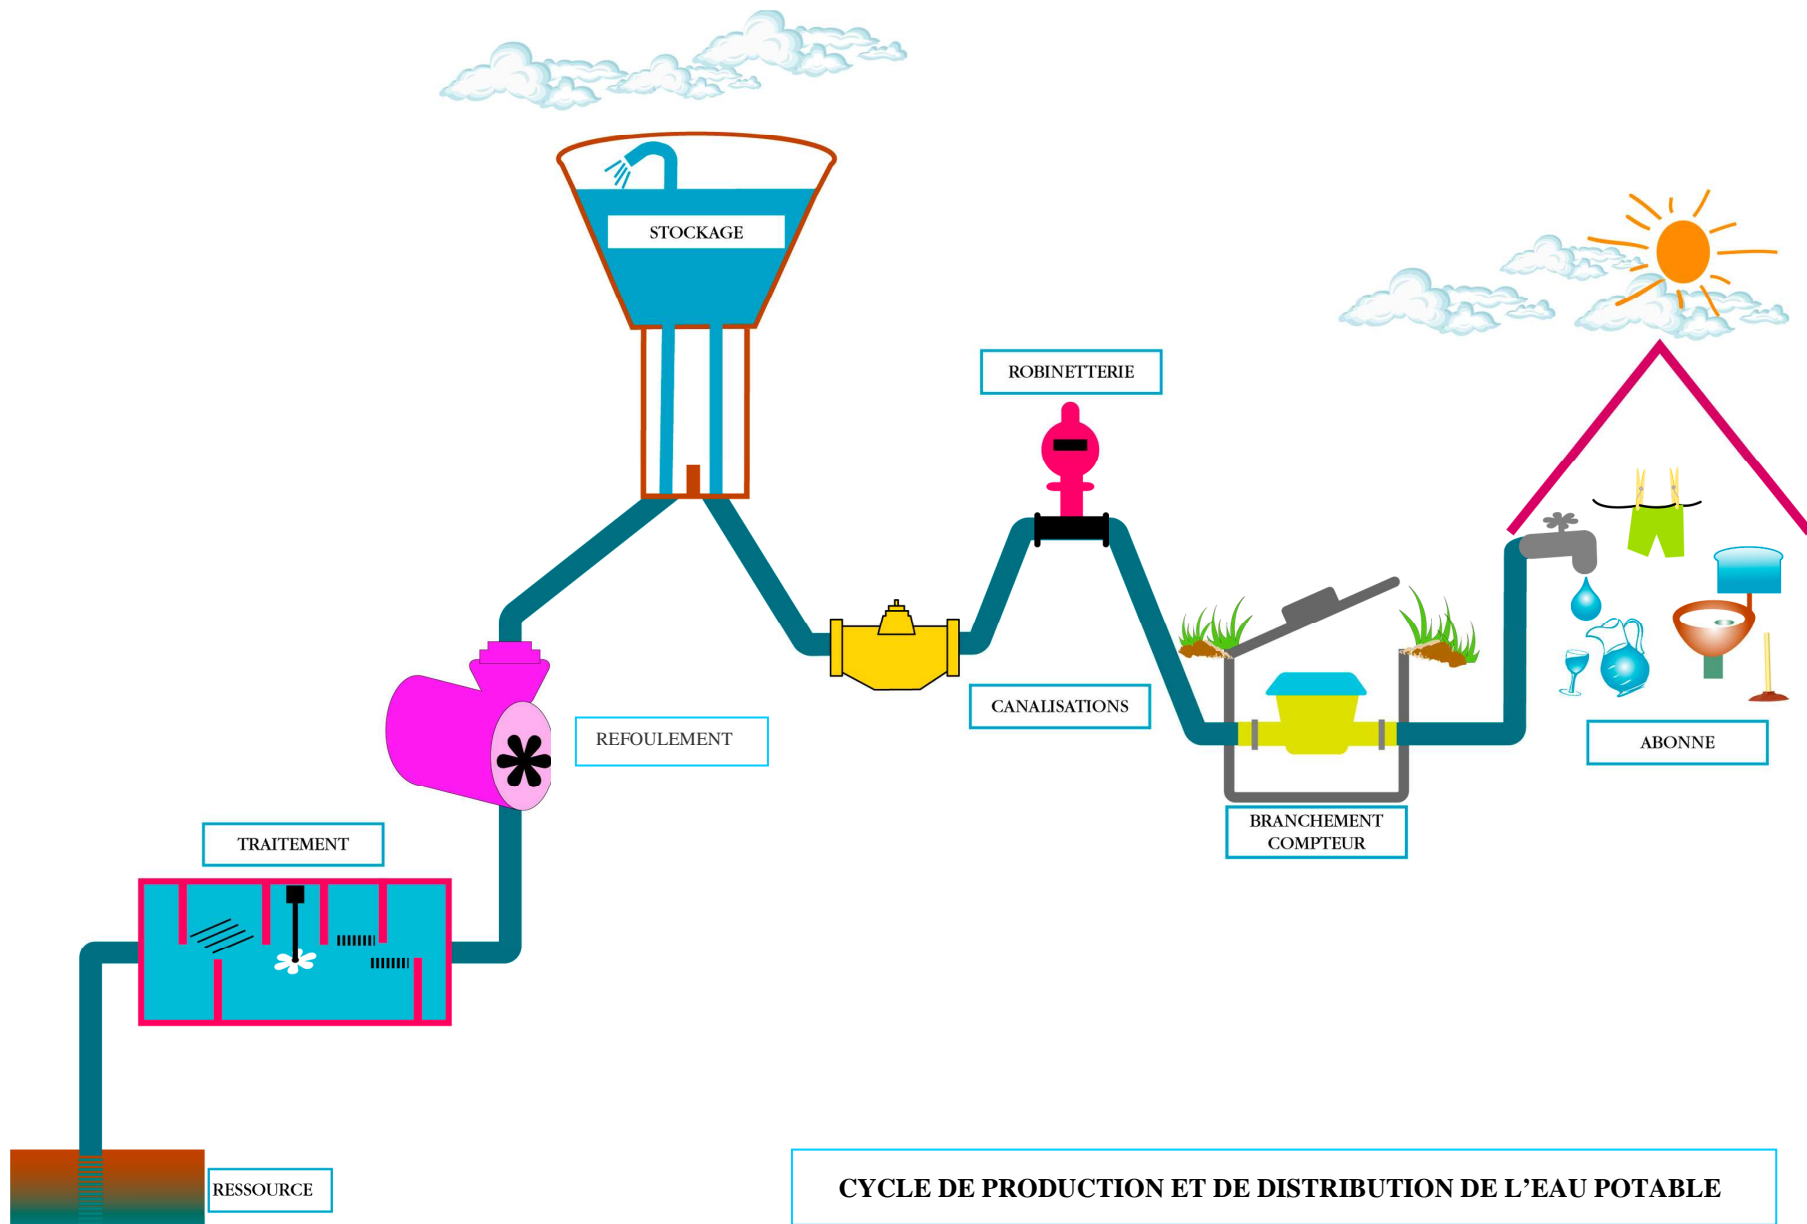 STOCKAGE
ROBINETTERIE
CANALISATIONS
REFOULEMENT
ABONNE
BRANCHEMENT
COMPTEUR
TRAITEMENT
RESSOURCE
CYCLE DE PRODUCTION ET DE DISTRIBUTION DE L’EAU POTABLE